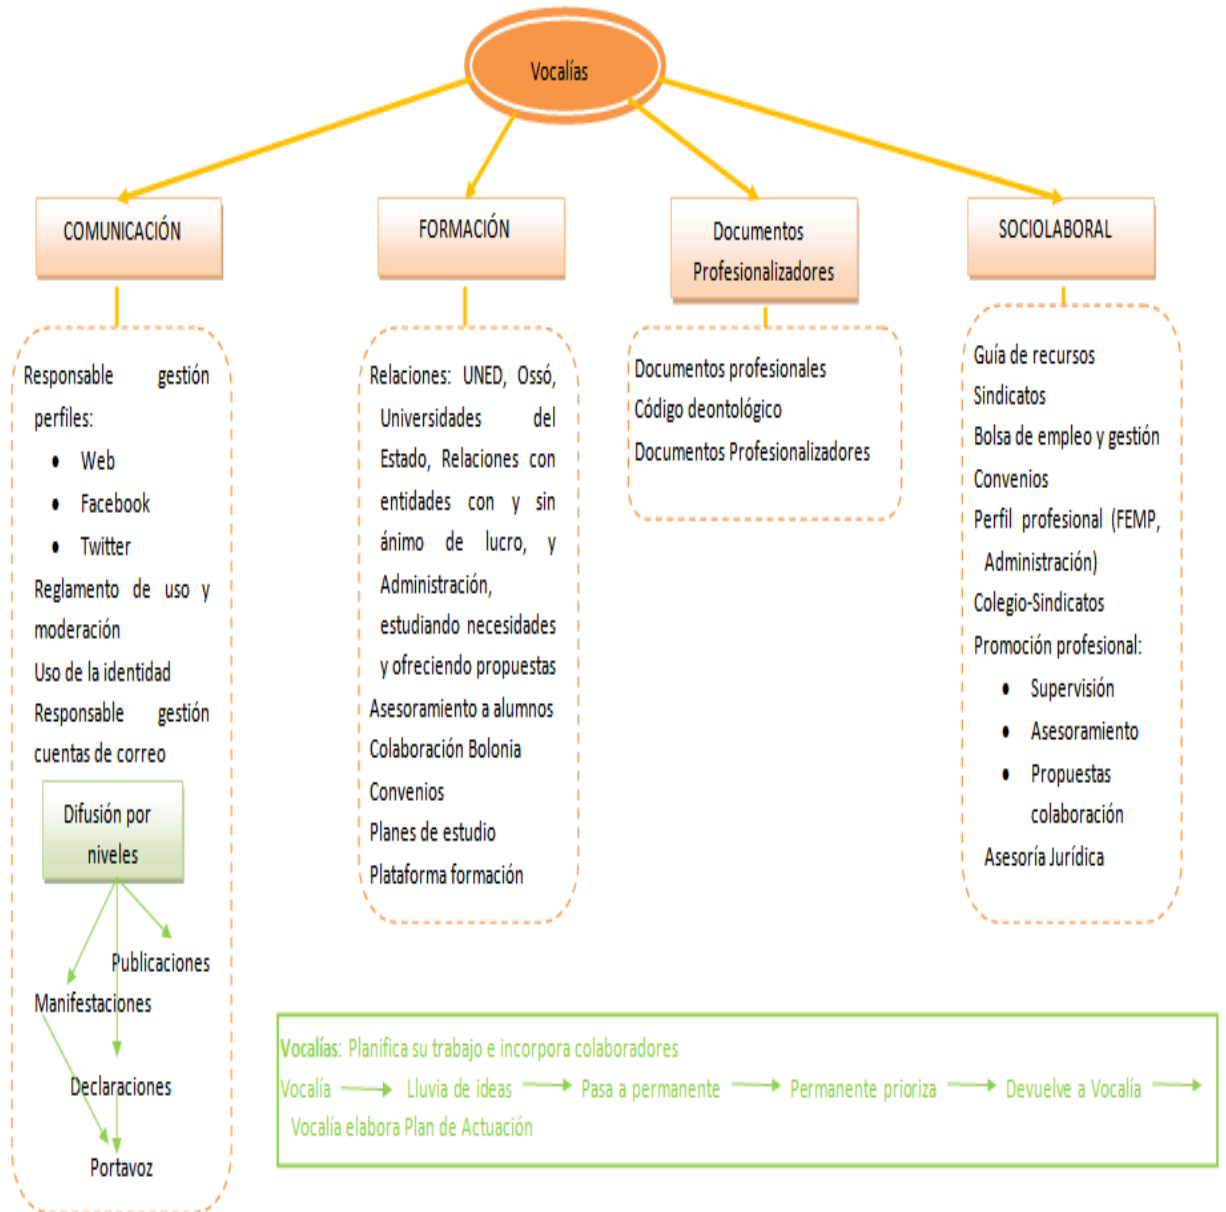 Vocalías
COMUNICACIÓN
Responsable gestión
perfiles:
• Web
• Facebook
• Twitter
Reglamento de uso y
moderación
Uso de la identidad
Responsable gestión
cuentas de correo
Difusión por
niveles
Publicaciones
Manifestaciones
Declaraciones
Portavoz
FORMACIÓN
Relaciones: UNED, Ossó,
Universidades del
Estado, Relaciones con
entidades con y sin
ánimo de lucro, y
Administración,
estudiando necesidades
y ofreciendo propuestas
Asesoramiento a alumnos
Colaboración Bolonia
Convenios
Planes de estudio
Plataforma formación
Documentos
Profesionalizadores
Documentos profesionales
Código deontológico
Documentos Profesionalizadores
SOCIOLABORAL
Guía de recursos
Sindicatos
Bolsa de empleo y gestión
Convenios
Perfil profesional (FEMP,
Administración)
Colegio-Sindicatos
Promoción profesional:
• Supervisión
• Asesoramiento
• Propuestas
colaboración
Asesoría Jurídica
Vocalías: Planifica su trabajo e incorpora colaboradores
Vocalía → Lluvia de ideas → Pasa a permanente → Permanente prioriza → Devuelve a Vocalía →
Vocalía elabora Plan de Actuación